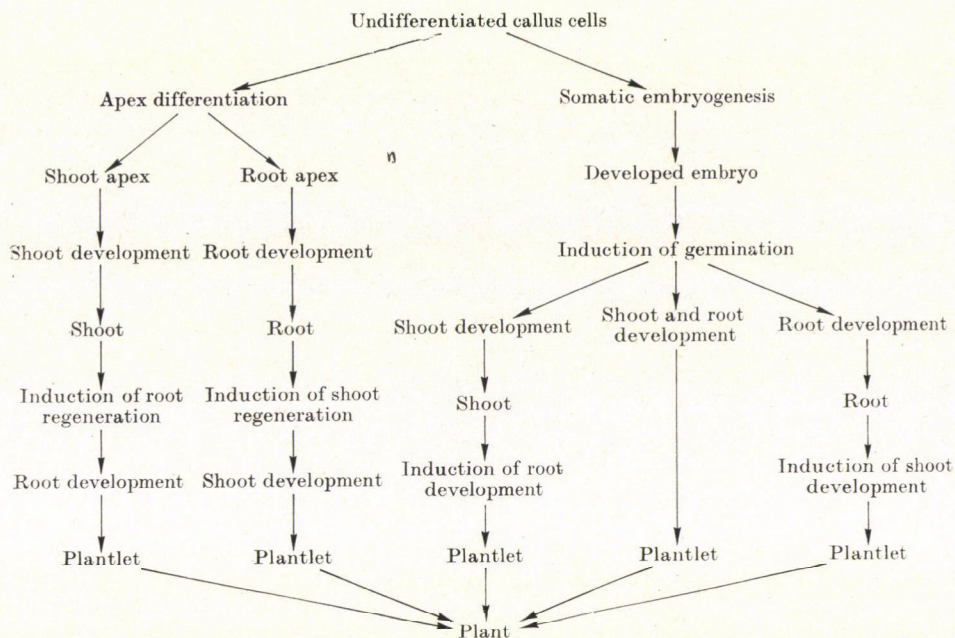 Undifferentiated callus cells
Apex differentiation
Somatic embryogenesis
Shoot apex
Root apex
n
Developed embryo
Shoot development
Root development
Induction of germination
Shoot
Root
Shoot development
Shoot and root
development
Root development
Induction of root
regeneration
Induction of shoot
regeneration
Shoot
Root
Root development
Shoot development
Induction of root
development
Induction of shoot
development
Plantlet
Plantlet
Plantlet
Plantlet
Plantlet
Plant